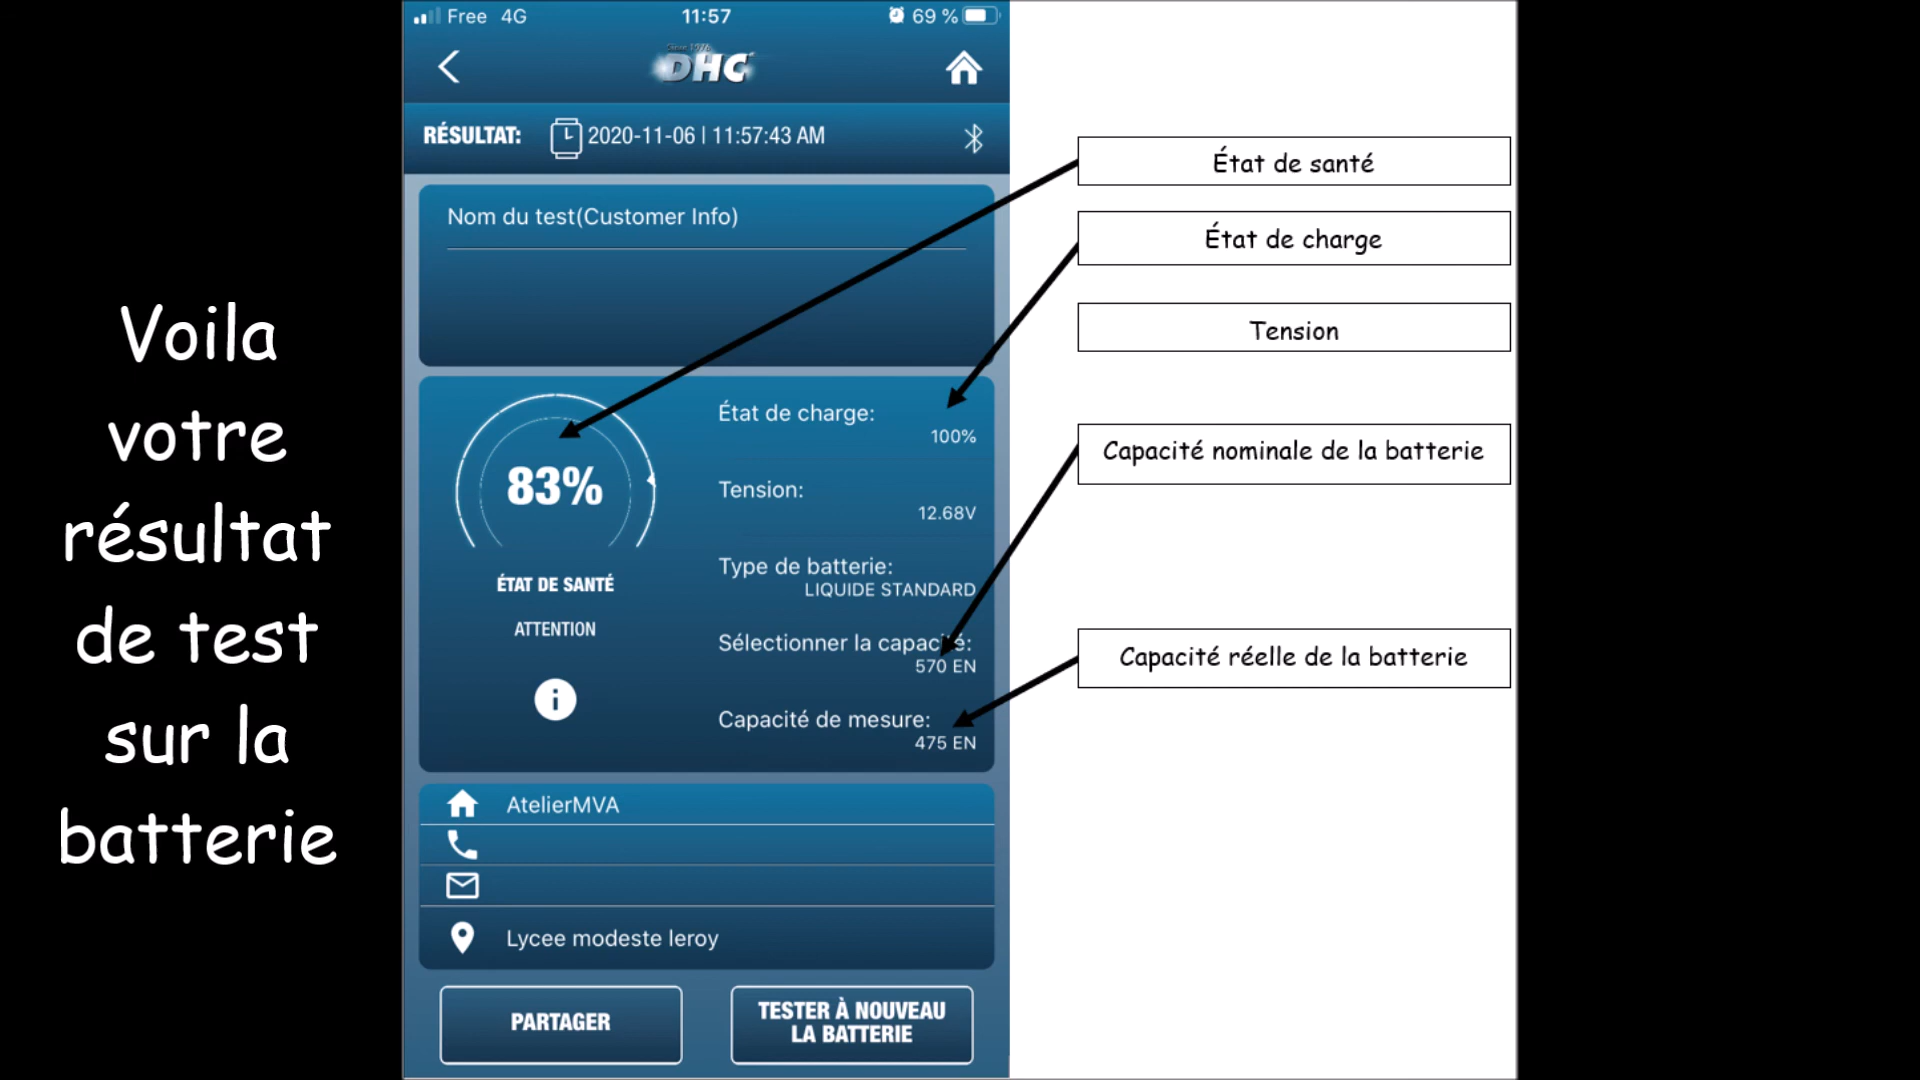 Voila
votre
résultat
de test
sur la
batterie
Free 4G
11:57
69 %
Since 1976
DHC
RÉSULTAT:
2020-11-06 | 11:57:43 AM
Nom du test(Customer Info)
83%
ÉTAT DE SANTÉ
ATTENTION
i
État de charge:
100%
Tension:
12.68V
Type de batterie:
LIQUIDE STANDARD
Sélectionner la capacité:
570 EN
Capacité de mesure:
475 EN
AtelierMVA
Lycee modeste leroy
PARTAGER
TESTER À NOUVEAU
LA BATTERIE
État de santé
État de charge
Tension
Capacité nominale de la batterie
Capacité réelle de la batterie